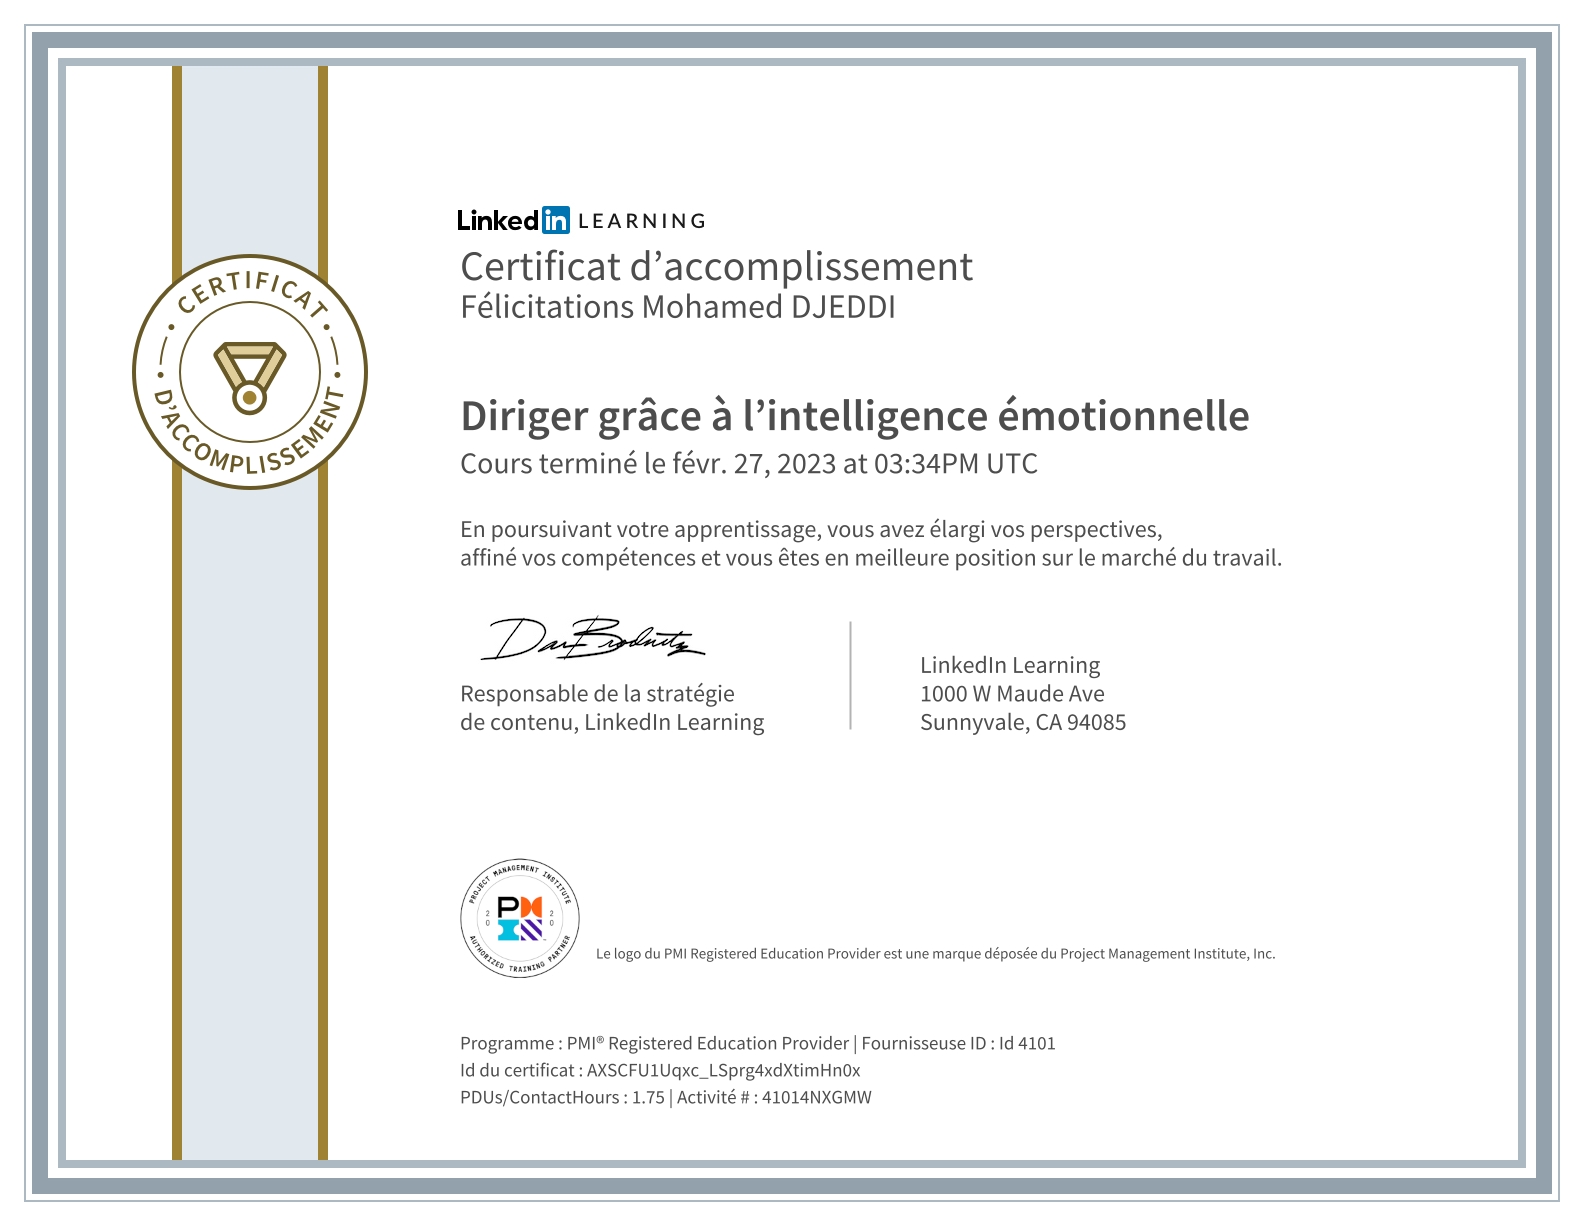 CERTIFICAT
D’ACCOMPLISSEMENT
Linkedin LEARNING
Certificat d’accomplissement
Félicitations Mohamed DJEDDI
Diriger grâce à l’intelligence émotionnelle
Cours terminé le févr. 27, 2023 at 03:34PM UTC
En poursuivant votre apprentissage, vous avez élargi vos perspectives,
affiné vos compétences et vous êtes en meilleure position sur le marché du travail.
Dan Brodnitz
Responsable de la stratégie
de contenu, LinkedIn Learning
LinkedIn Learning
1000 W Maude Ave
Sunnyvale, CA 94085
PROJECT MANAGEMENT INSTITUTE
20 PMI 20
AUTHORIZED TRAINING PARTNER
Le logo du PMI Registered Education Provider est une marque déposée du Project Management Institute, Inc.
Programme : PMI® Registered Education Provider | Fournisseuse ID : Id 4101
Id du certificat : AXSCFU1Uqxc_LSprg4xdXtimHn0x
PDUs/ContactHours : 1.75 | Activité # : 41014NXGMW